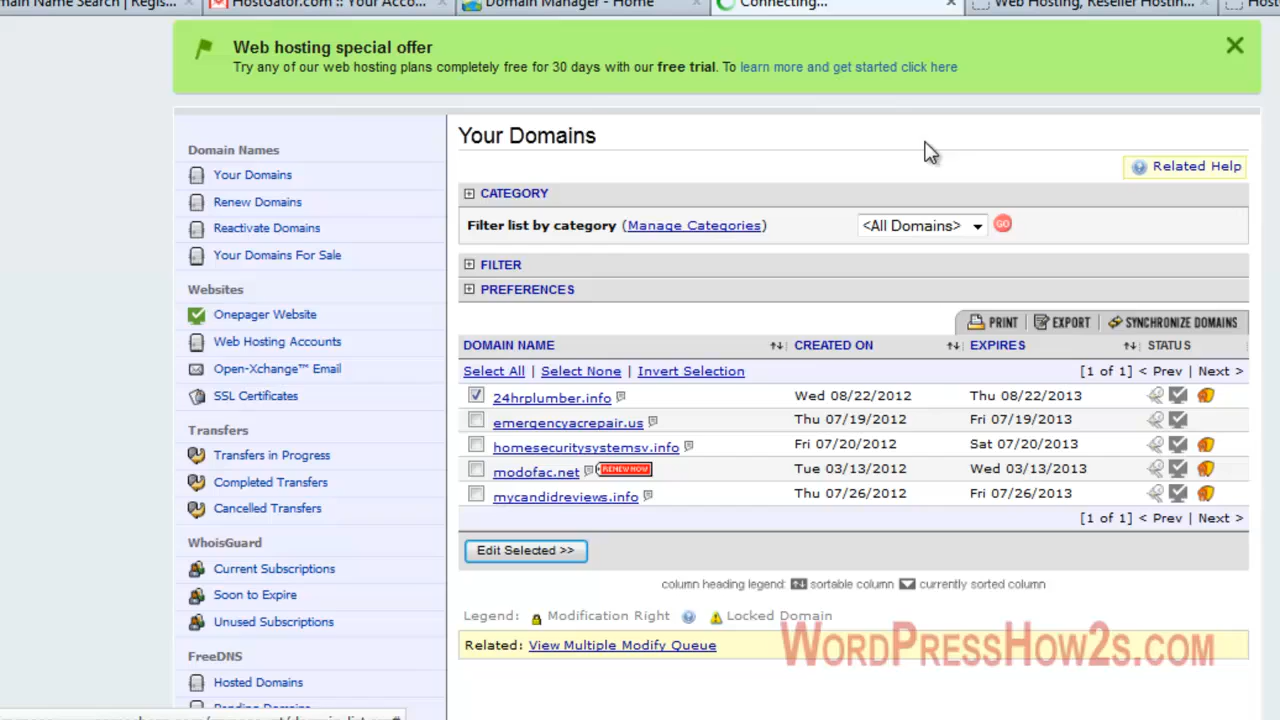 HostGator.com :: Your Acco...
Domain Manager - Home
Connecting...
Web Hosting, Reseller Hostin...
Web hosting special offer
Try any of our web hosting plans completely free for 30 days with our free trial. To learn more and get started click here
Domain Names
Your Domains
Renew Domains
Reactivate Domains
Your Domains For Sale
Websites
Onepager Website
Web Hosting Accounts
Open-Xchange™ Email
SSL Certificates
Transfers
Transfers in Progress
Completed Transfers
Cancelled Transfers
WhoisGuard
Current Subscriptions
Soon to Expire
Unused Subscriptions
FreeDNS
Hosted Domains
Your Domains
Related Help
CATEGORY
Filter list by category (Manage Categories) <All Domains> GO
FILTER
PREFERENCES
PRINT EXPORT SYNCHRONIZE DOMAINS
DOMAIN NAME CREATED ON EXPIRES STATUS
Select All | Select None | Invert Selection [1 of 1] < Prev | Next >
24hrplumber.info Wed 08/22/2012 Thu 08/22/2013
emergencyacrepair.us Thu 07/19/2012 Fri 07/19/2013
homesecuritysystemsv.info Fri 07/20/2012 Sat 07/20/2013
modofac.net RENEW NOW Tue 03/13/2012 Wed 03/13/2013
mycandidreviews.info Thu 07/26/2012 Fri 07/26/2013
[1 of 1] < Prev | Next >
Edit Selected >>
column heading legend: sortable column currently sorted column
Legend: Modification Right Locked Domain
Related: View Multiple Modify Queue
WordPressHow2s.com